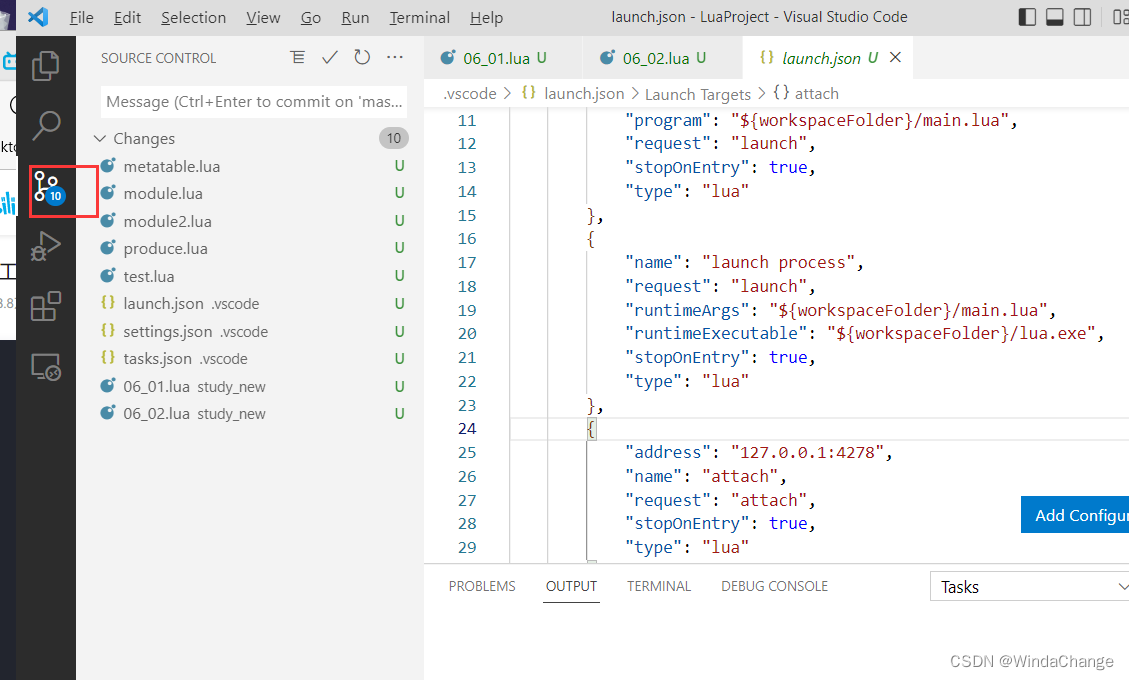 File Edit Selection View Go Run Terminal Help launch.json - LuaProject - Visual Studio Code
SOURCE CONTROL
Message (Ctrl+Enter to commit on 'mas...
Changes 10
metatable.lua U
module.lua U
module2.lua U
produce.lua U
test.lua U
launch.json .vscode U
settings.json .vscode U
tasks.json .vscode U
06_01.lua study_new U
06_02.lua study_new U
10
06_01.lua U 06_02.lua U {} launch.json U
.vscode > {} launch.json > Launch Targets > {} attach
11 "program": "${workspaceFolder}/main.lua",
12 "request": "launch",
13 "stopOnEntry": true,
14 "type": "lua"
15 },
16 {
17 "name": "launch process",
18 "request": "launch",
19 "runtimeArgs": "${workspaceFolder}/main.lua",
20 "runtimeExecutable": "${workspaceFolder}/lua.exe",
21 "stopOnEntry": true,
22 "type": "lua"
23 },
24 {
25 "address": "127.0.0.1:4278",
26 "name": "attach",
27 "request": "attach",
28 "stopOnEntry": true,
29 "type": "lua"
Add Configur
PROBLEMS OUTPUT TERMINAL DEBUG CONSOLE Tasks
CSDN @WindaChange